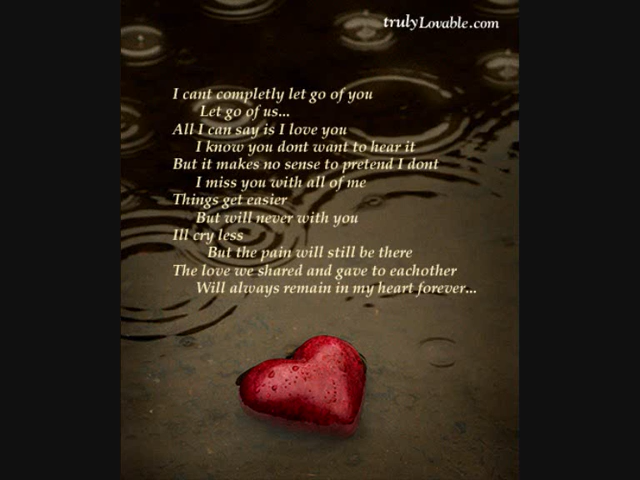 trulyLovable.com
I cant completly let go of you
Let go of us...
All I can say is I love you
I know you dont want to hear it
But it makes no sense to pretend I dont
I miss you with all of me
Things get easier
But will never with you
Ill cry less
But the pain will still be there
The love we shared and gave to eachother
Will always remain in my heart forever...